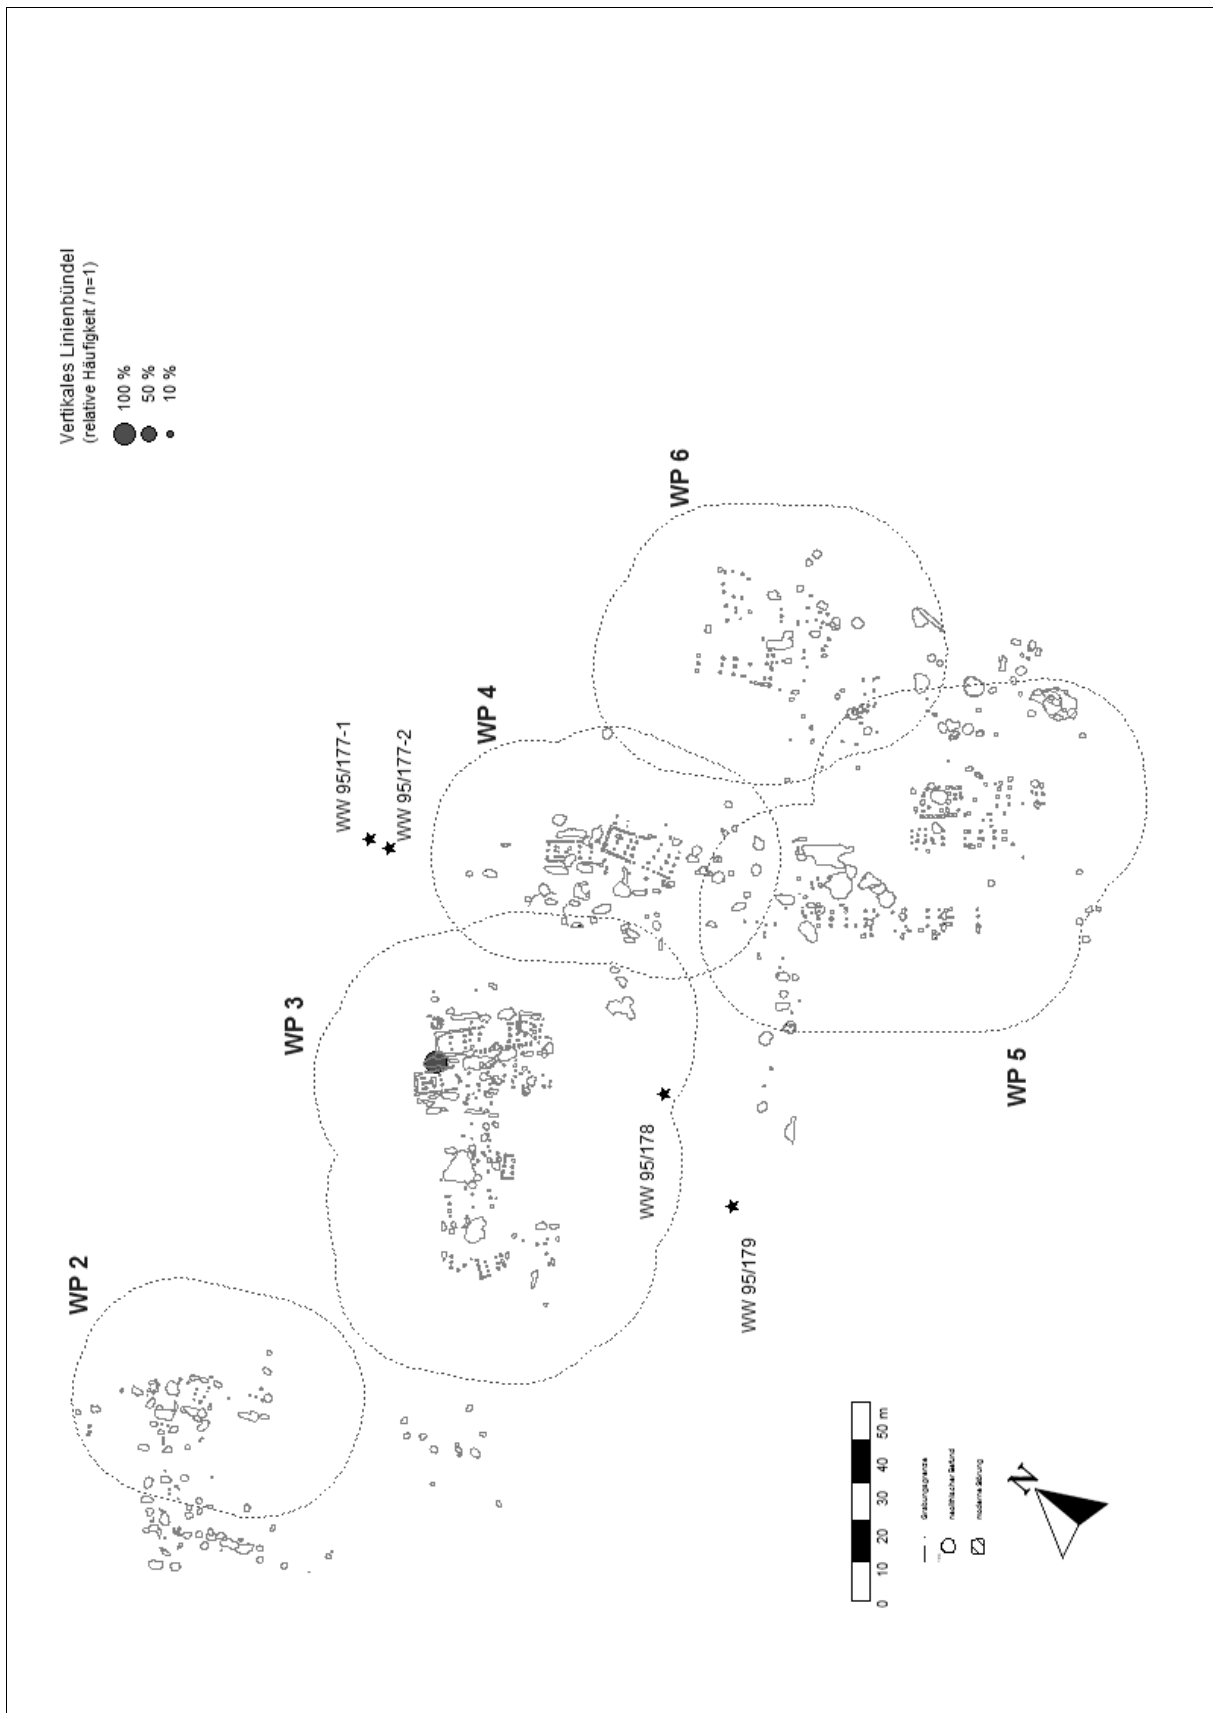 Vertikales Linienbündel
(relative Häufigkeit / n=1)
100 %
50 %
10 %
WP 2
WP 3
WP 4
WP 6
WP 5
WW 95/177-1
WW 95/177-2
WW 95/178
WW 95/179
0 10 20 30 40 50 m
Grabungsgrenze
neolithischer Befund
moderne Störung
N